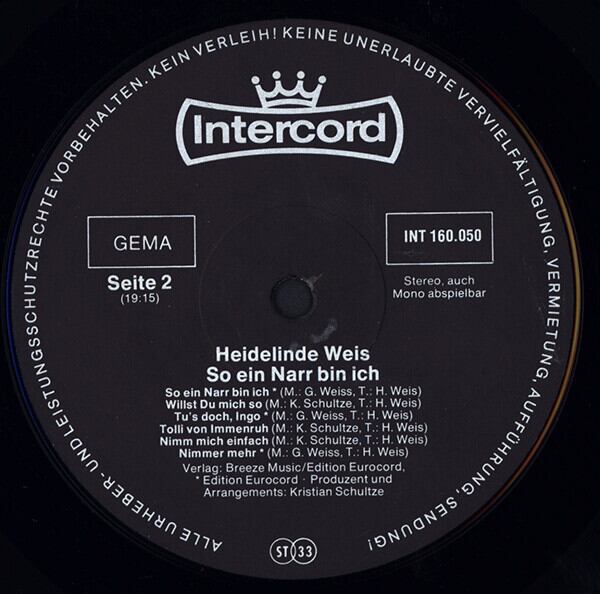 ALLE URHEBER- UND LEISTUNGSSCHUTZRECHTE VORBEHALTEN. KEIN VERLEIH! KEINE UNERLAUBTE VERVIELFÄLTIGUNG, VERMIETUNG, AUFFÜHRUNG, SENDUNG!
Intercord
GEMA
Seite 2
(19:15)
INT 160.050
Stereo, auch
Mono abspielbar
Heidelinde Weis
So ein Narr bin ich
So ein Narr bin ich * (M.: G. Weiss, T.: H. Weis)
Willst Du mich so (M.: K. Schultze, T.: H. Weis)
Tu's doch, Ingo * (M.: G. Weiss, T.: H. Weis)
Tolli von Immenruh (M.: K. Schultze, T.: H. Weis)
Nimm mich einfach (M.: K. Schultze, T.: H. Weis)
Nimmer mehr * (M.: G. Weiss, T.: H. Weis)
Verlag: Breeze Music/Edition Eurocord,
* Edition Eurocord · Produzent und
Arrangements: Kristian Schultze
ST 33